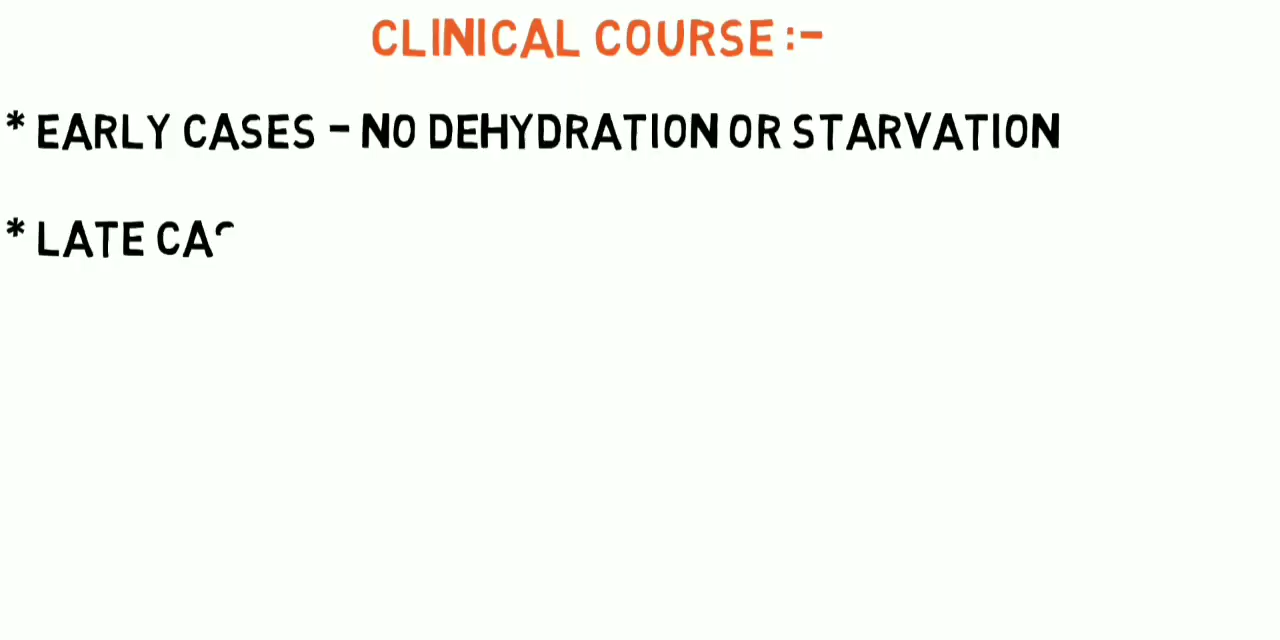 CLINICAL COURSE :-
* EARLY CASES - NO DEHYDRATION OR STARVATION
* LATE